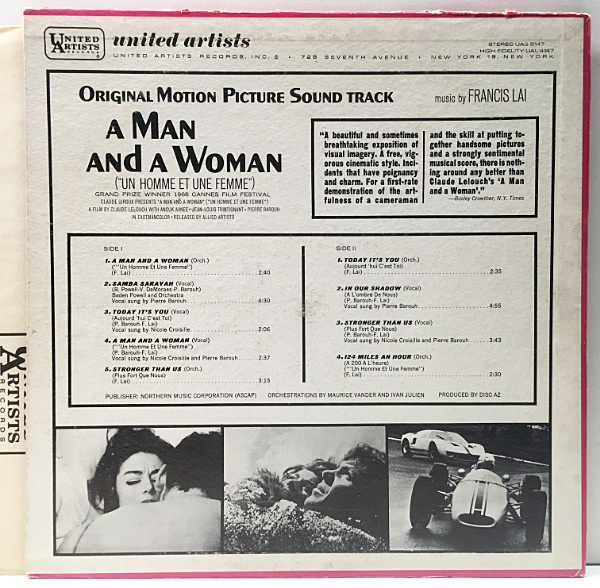 UNITED
ARTISTS
RECORDS
united artists
UNITED ARTISTS RECORDS, INC. • 729 SEVENTH AVENUE • NEW YORK 19, NEW YORK
STEREO UAS 5147
HIGH FIDELITY UAL 4147
ORIGINAL MOTION PICTURE SOUND TRACK
music by FRANCIS LAI
A MAN
AND A WOMAN
("UN HOMME ET UNE FEMME")
GRAND PRIZE WINNER 1966 CANNES FILM FESTIVAL
CLAUDE GIROUX PRESENTS "A MAN AND A WOMAN" ("UN HOMME ET UNE FEMME")
A FILM BY CLAUDE LELOUCH WITH ANOUK AIMEE • JEAN-LOUIS TRINTIGNANT • PIERRE BAROUH
IN EASTMANCOLOR • RELEASED BY ALLIED ARTISTS
"A beautiful and sometimes
breathtaking exposition of
visual imagery. A free, vig-
orous cinematic style. Inci-
dents that have poignancy
and charm. For a first-rate
demonstration of the art-
fulness of a cameraman
and the skill at putting to-
gether handsome pictures
and a strongly sentimental
musical score, there is noth-
ing around any better than
Claude Lelouch's 'A Man
and a Woman'."
—Bosley Crowther, N.Y. Times
SIDE I
1. A MAN AND A WOMAN (Orch.)
(""Un Homme Et Une Femme")
(F. Lai) 2:40
2. SAMBA SARAVAH (Vocal)
(B. Powell-V. DeMoraes-P. Barouh)
Baden Powell and Orchestra
Vocal sung by Pierre Barouh 4:30
3. TODAY IT'S YOU (Vocal)
(Aujourd 'hui C'est Toi)
(P. Barouh-F. Lai)
Vocal sung by Nicole Croisille 2:06
4. A MAN AND A WOMAN (Vocal)
(""Un Homme Et Une Femme")
(P. Barouh-F. Lai)
Vocal sung by Nicole Croisille and Pierre Barouh 2:37
5. STRONGER THAN US (Orch.)
(Plus Fort Que Nous)
(F. Lai) 3:15
SIDE II
1. TODAY IT'S YOU (Orch.)
(Aujourd 'hui C'est Toi)
(F. Lai) 2:35
2. IN OUR SHADOW (Vocal)
(A L'ombre De Nous)
(P. Barouh-F. Lai)
Vocal sung by Pierre Barouh 4:55
3. STRONGER THAN US (Vocal)
(Plus Fort Que Nous)
(P. Barouh-F. Lai)
Vocal sung by Nicole Croisille and Pierre Barouh 3:43
4. 124 MILES AN HOUR (Orch.)
(A 200 A L'heure)
(""Un Homme Et Une Femme")
(F. Lai) 2:30
PUBLISHER: NORTHERN MUSIC CORPORATION (ASCAP) ORCHESTRATIONS BY MAURICE VANDER AND IVAN JULIEN PRODUCED BY DISC AZ
ARTISTS
RECORDS